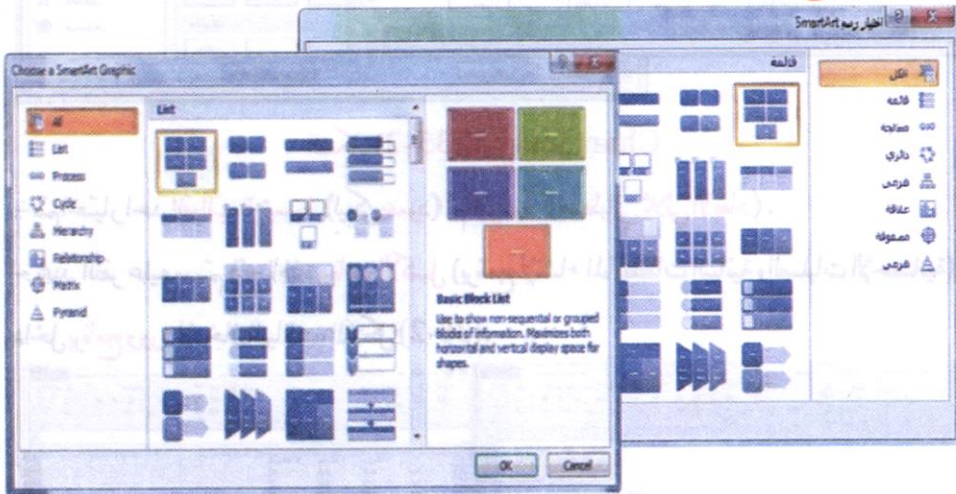 اختيار رسم SmartArt
قائمة
الكل
قائمة
معالجة
دائري
هرمي
علاقة
مصفوفة
هرمي
Choose a SmartArt Graphic
All
List
Process
Cycle
Hierarchy
Relationship
Matrix
Pyramid
List
Basic Block List
Use to show non-sequential or grouped
blocks of information. Maximizes both
horizontal and vertical display space for
shapes.
OK
Cancel